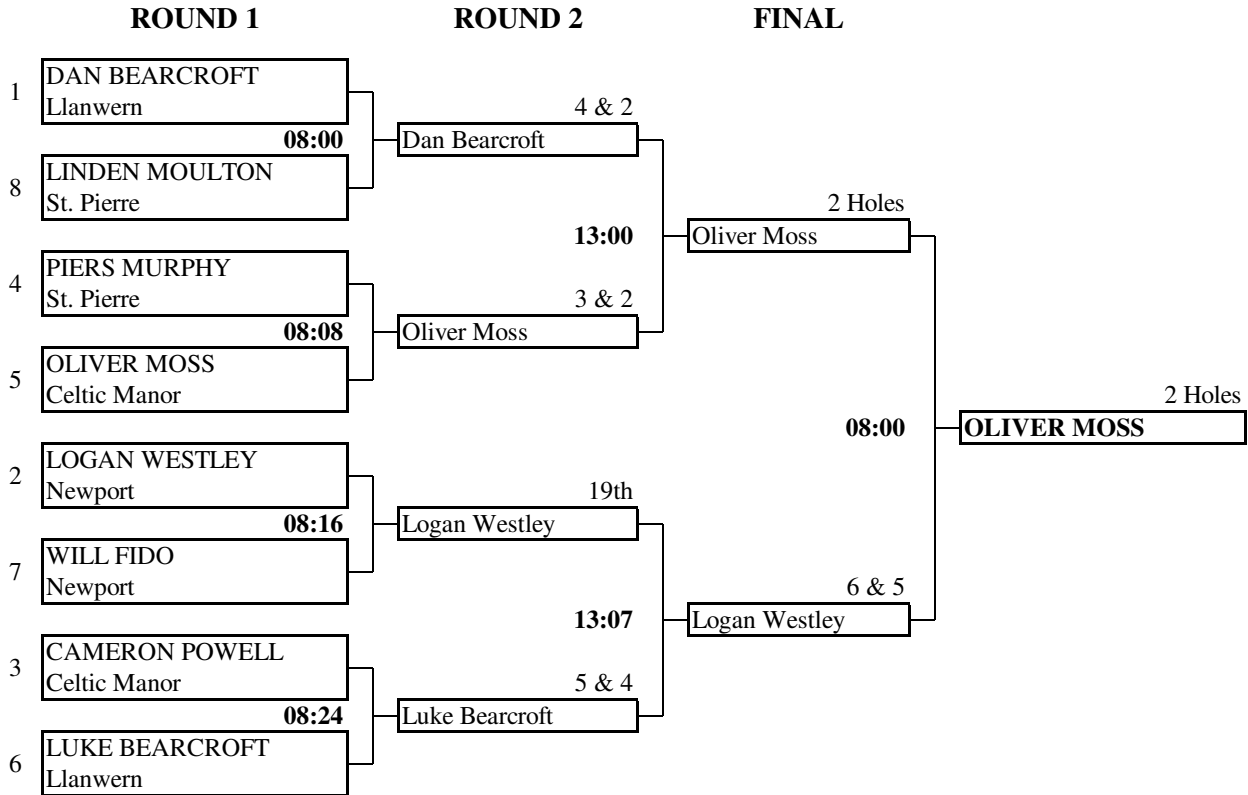 ROUND 1 ROUND 2 FINAL
1 DAN BEARCROFT
Llanwern
4 & 2
08:00
Dan Bearcroft
8 LINDEN MOULTON
St. Pierre
2 Holes
13:00
Oliver Moss
4 PIERS MURPHY
St. Pierre
3 & 2
08:08
Oliver Moss
5 OLIVER MOSS
Celtic Manor
2 Holes
08:00
OLIVER MOSS
2 LOGAN WESTLEY
Newport
19th
08:16
Logan Westley
7 WILL FIDO
Newport
6 & 5
13:07
Logan Westley
3 CAMERON POWELL
Celtic Manor
5 & 4
08:24
Luke Bearcroft
6 LUKE BEARCROFT
Llanwern